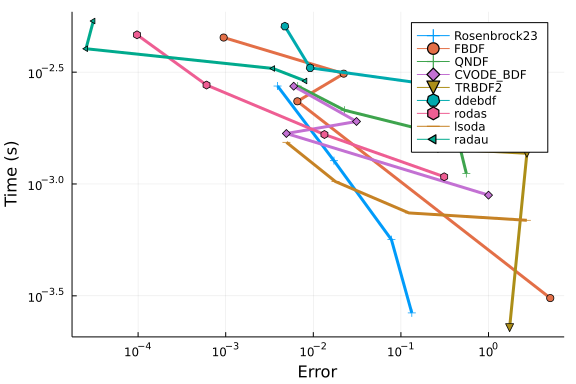 Time (s)
10^-2.5
10^-3.0
10^-3.5
Rosenbrock23
FBDF
QNDF
CVODE_BDF
TRBDF2
ddebdf
rodas
lsoda
radau
10^-4 10^-3 10^-2 10^-1 10^0
Error